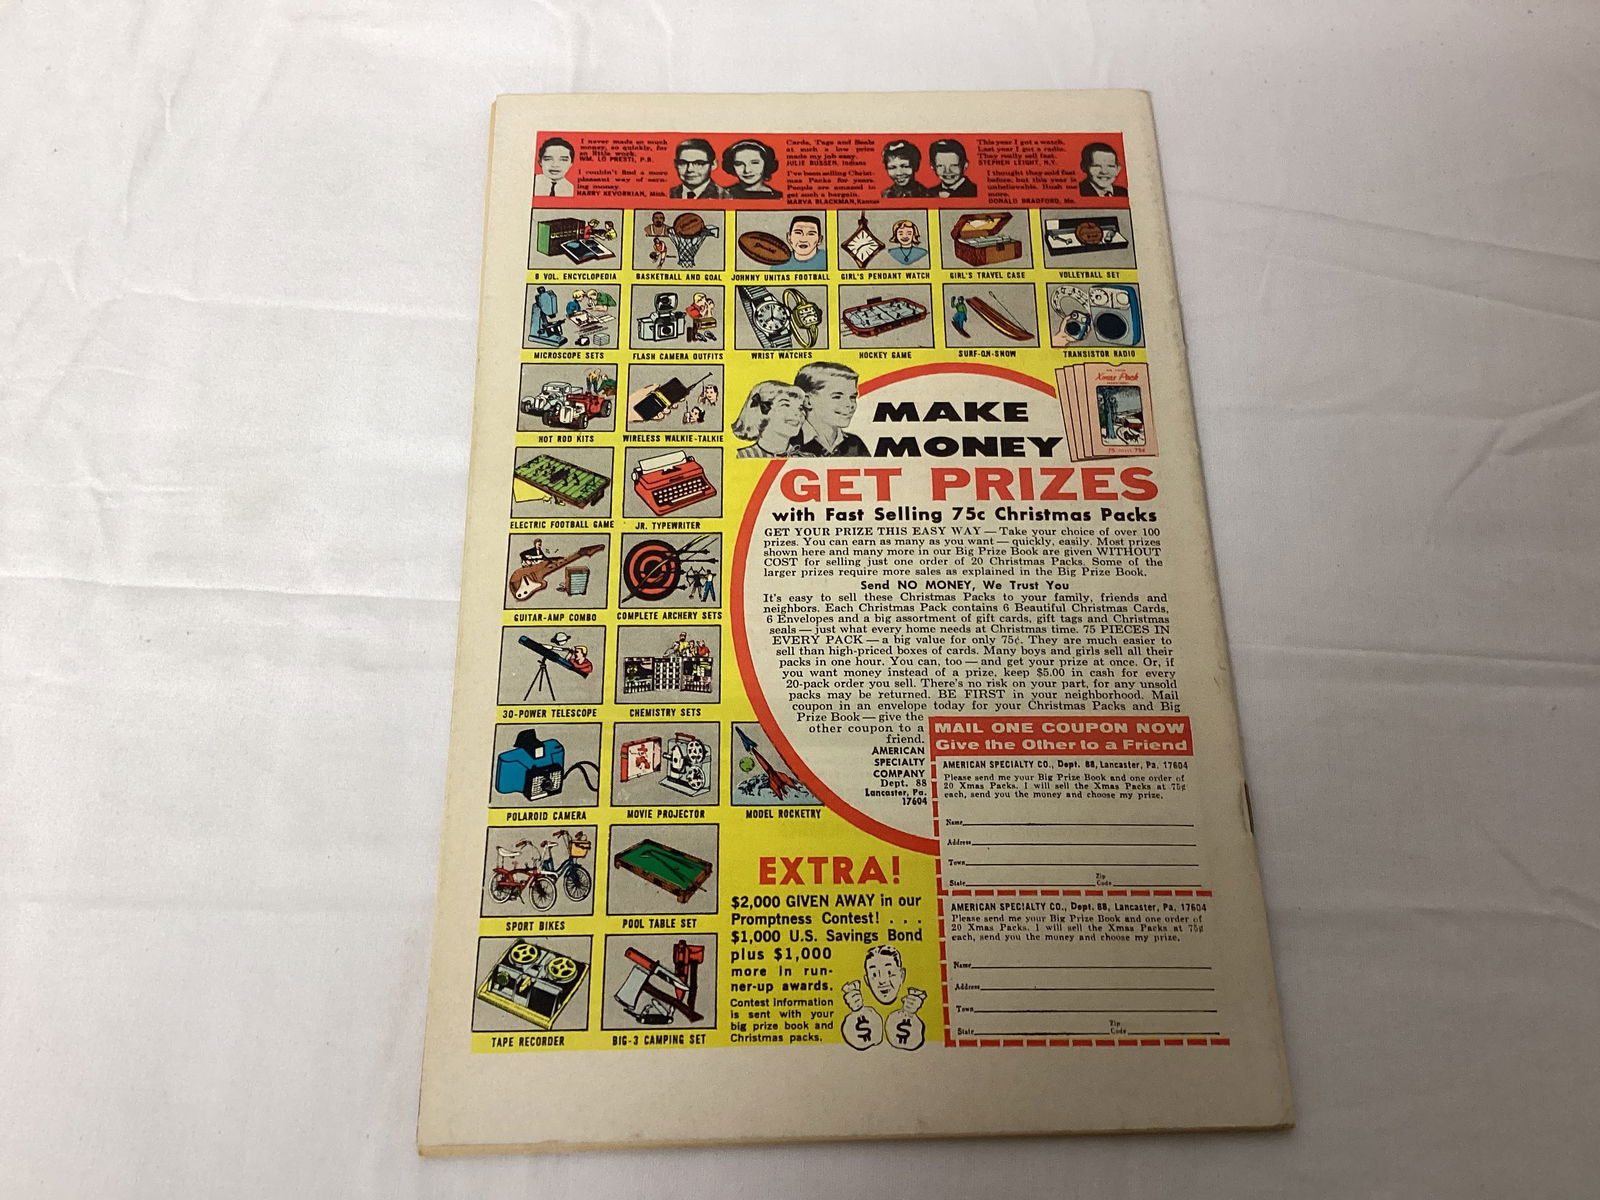 I never made so much
money, so quickly, for
so little work.
WM. LO PRESTI, P.R.
I couldn't find a more
pleasant way of earn-
ing money.
HARRY KEVORKIAN, Mich.
Cards, Tags and Seals
at such a low price
made my job easy.
JULIE BUSSEN, Indiana
I've been selling Christ-
mas Packs for years.
People are amazed to
get such a bargain.
MARVA BLACKMAN, Kansas
This year I got a watch.
Last year I got a radio.
They really sell fast.
STEPHEN LEIGHT, N.Y.
I thought they sold fast
before, but this year is
unbelievable. Rush me
more.
DONALD BRADFORD, Mo.
8 VOL. ENCYCLOPEDIA
BASKETBALL AND GOAL
JOHNNY UNITAS FOOTBALL
GIRL'S PENDANT WATCH
GIRL'S TRAVEL CASE
VOLLEYBALL SET
MICROSCOPE SETS
FLASH CAMERA OUTFITS
WRIST WATCHES
HOCKEY GAME
SURF-ON-SNOW
TRANSISTOR RADIO
HOT ROD KITS
WIRELESS WALKIE-TALKIE
ELECTRIC FOOTBALL GAME
JR. TYPEWRITER
GUITAR-AMP COMBO
COMPLETE ARCHERY SETS
30-POWER TELESCOPE
CHEMISTRY SETS
POLAROID CAMERA
MOVIE PROJECTOR
MODEL ROCKETRY
SPORT BIKES
POOL TABLE SET
TAPE RECORDER
BIG-3 CAMPING SET
Xmas Pack
75 75¢
MAKE
MONEY
GET PRIZES
with Fast Selling 75c Christmas Packs
GET YOUR PRIZE THIS EASY WAY — Take your choice of over 100
prizes. You can earn as many as you want — quickly, easily. Most prizes
shown here and many more in our Big Prize Book are given WITHOUT
COST for selling just one order of 20 Christmas Packs. Some of the
larger prizes require more sales as explained in the Big Prize Book.
Send NO MONEY, We Trust You
It's easy to sell these Christmas Packs to your family, friends and
neighbors. Each Christmas Pack contains 6 Beautiful Christmas Cards,
6 Envelopes and a big assortment of gift cards, gift tags and Christmas
seals — just what every home needs at Christmas time. 75 PIECES IN
EVERY PACK — a big value for only 75¢. They are much easier to
sell than high-priced boxes of cards. Many boys and girls sell all their
packs in one hour. You can, too — and get your prize at once. Or, if
you want money instead of a prize, keep $5.00 in cash for every
20-pack order you sell. There's no risk on your part, for any unsold
packs may be returned. BE FIRST in your neighborhood. Mail
coupon in an envelope today for your Christmas Packs and Big
Prize Book — give the
other coupon to a
friend.
AMERICAN
SPECIALTY
COMPANY
Dept. 88
Lancaster, Pa.
17604
EXTRA!
$2,000 GIVEN AWAY in our
Promptness Contest! . . .
$1,000 U.S. Savings Bond
plus $1,000
more in run-
ner-up awards.
Contest information
is sent with your
big prize book and
Christmas packs.
$ $
MAIL ONE COUPON NOW
Give the Other to a Friend
AMERICAN SPECIALTY CO., Dept. 88, Lancaster, Pa. 17604
Please send me your Big Prize Book and one order of
20 Xmas Packs. I will sell the Xmas Packs at 75¢
each, send you the money and choose my prize.
Name
Address
Town
State Zip Code
AMERICAN SPECIALTY CO., Dept. 88, Lancaster, Pa. 17604
Please send me your Big Prize Book and one order of
20 Xmas Packs. I will sell the Xmas Packs at 75¢
each, send you the money and choose my prize.
Name
Address
Town
State Zip Code